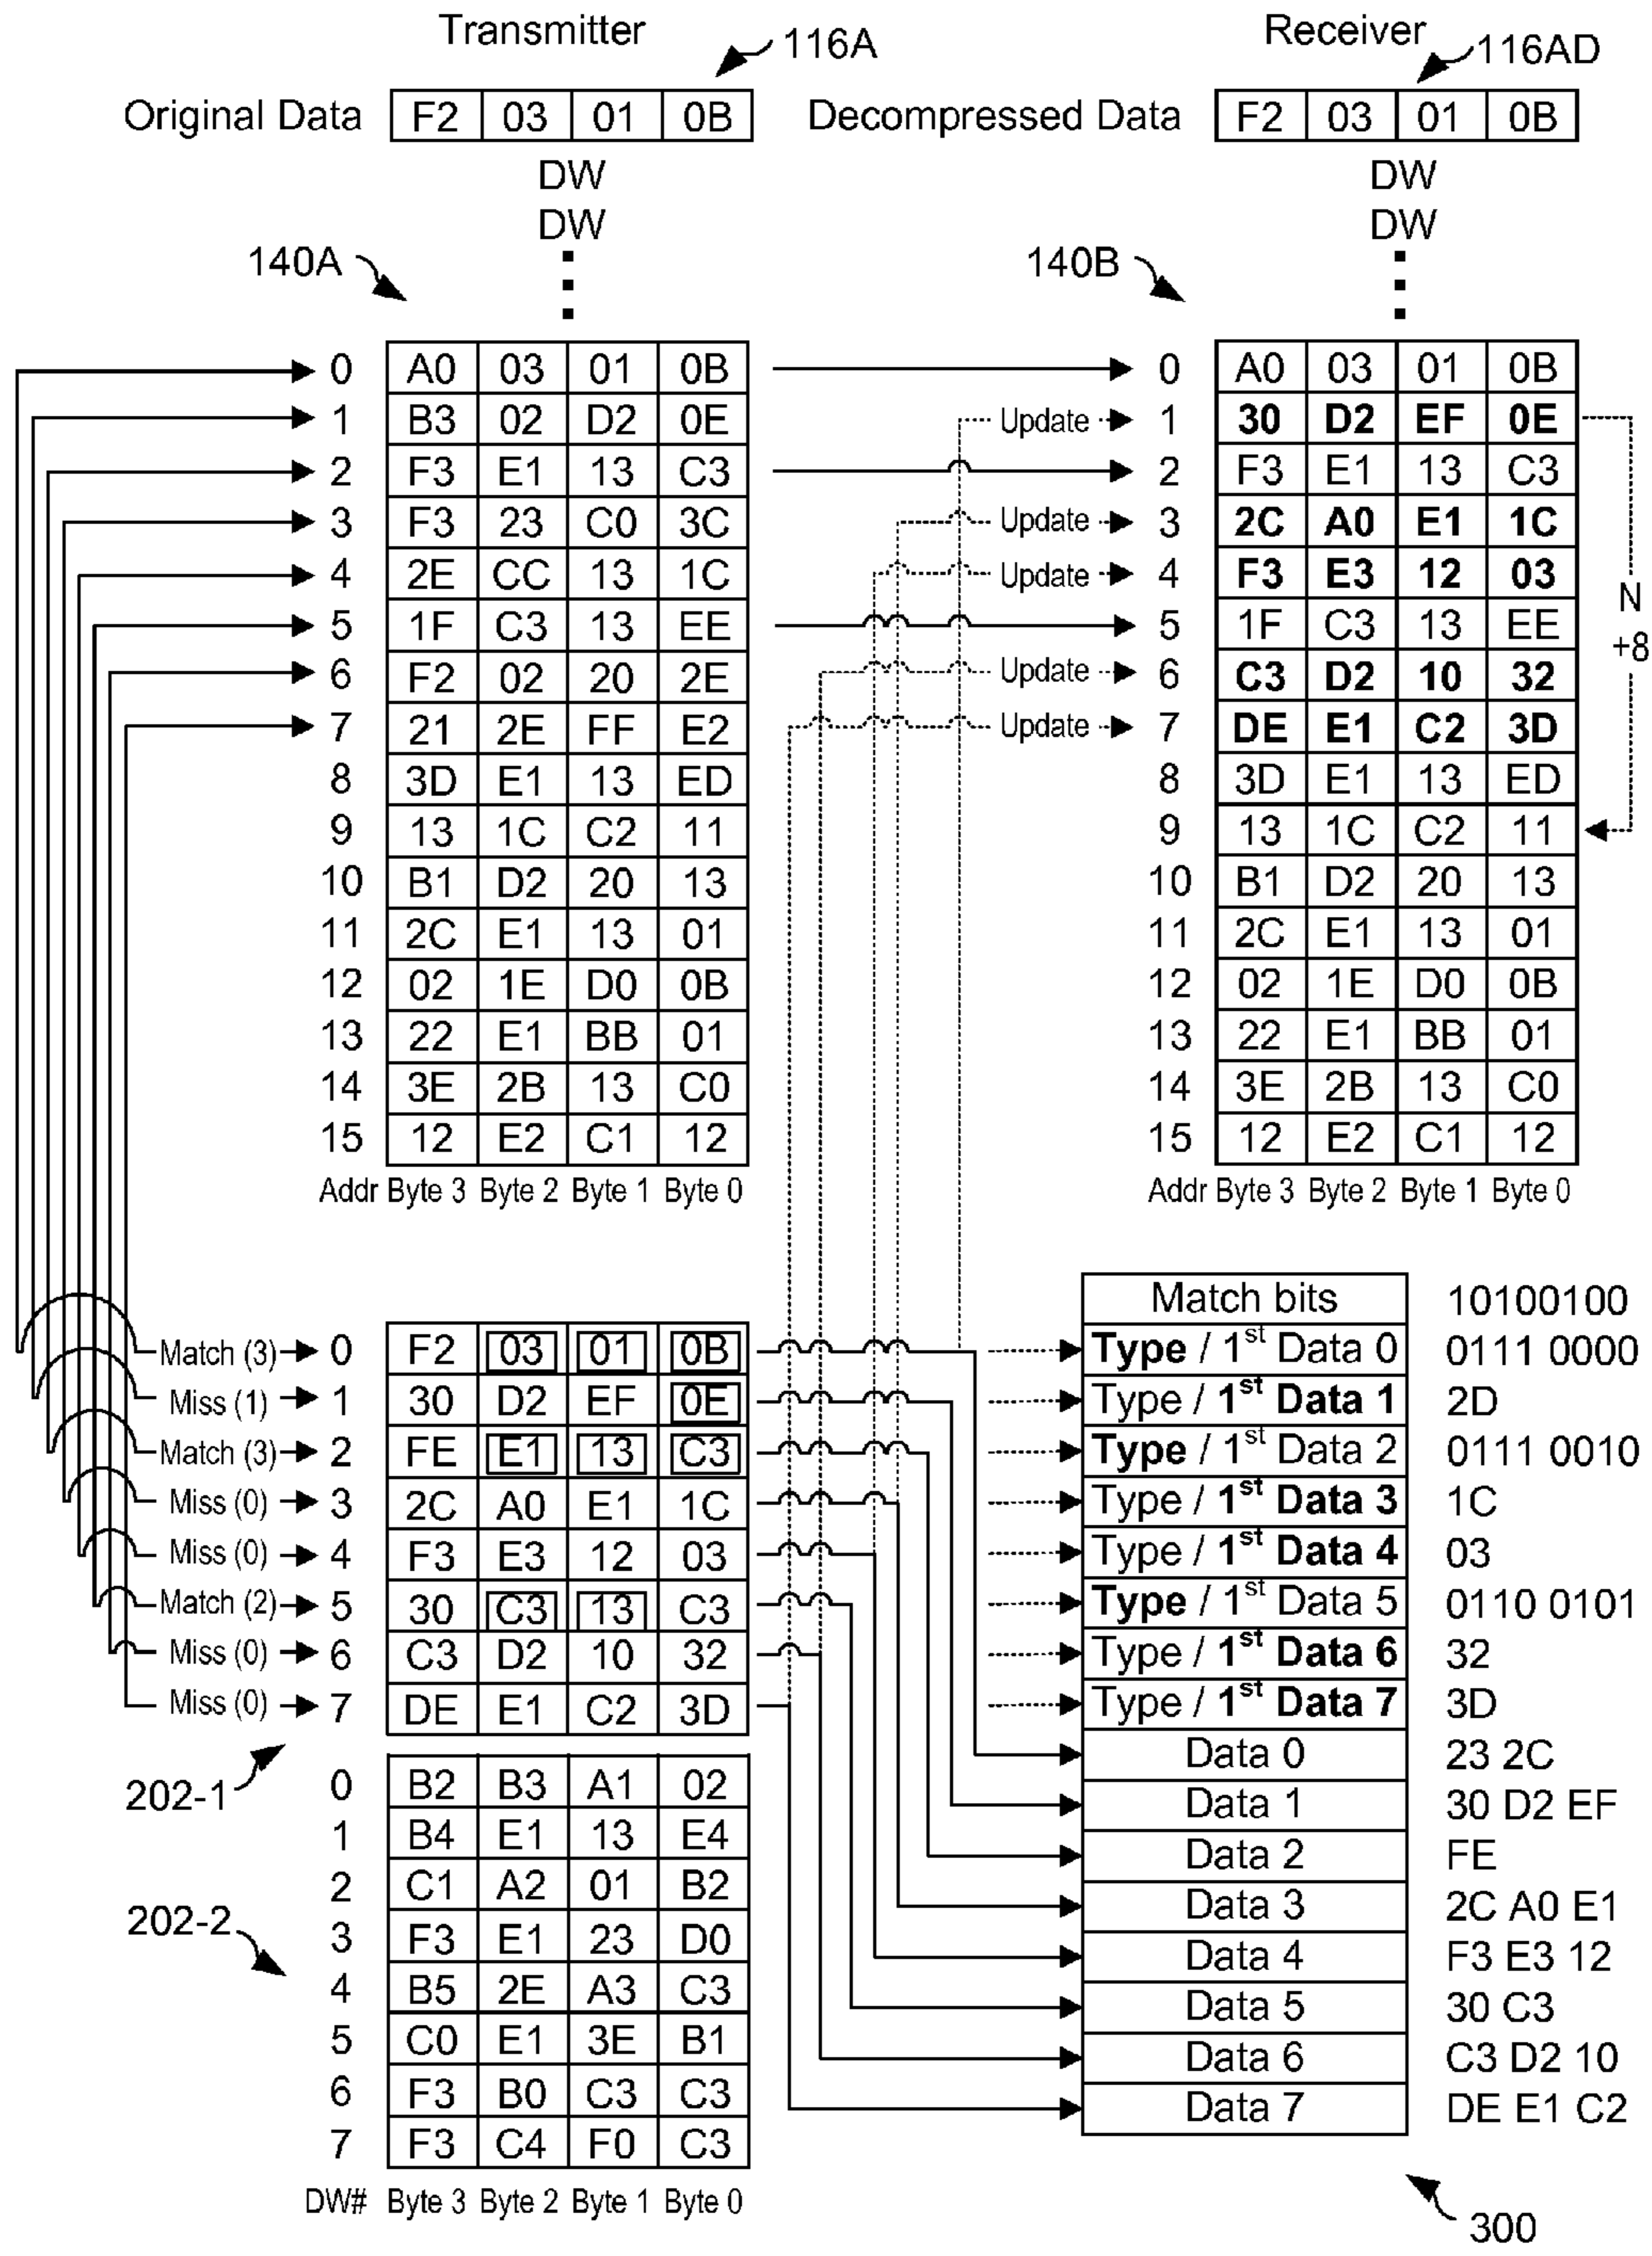 Transmitter Receiver
116A 116AD
Original Data F2 03 01 0B Decompressed Data F2 03 01 0B
DW DW
DW DW
140A 140B
0 A0 03 01 0B 0 A0 03 01 0B
1 B3 02 D2 0E Update 1 30 D2 EF 0E
2 F3 E1 13 C3 2 F3 E1 13 C3
3 F3 23 C0 3C Update 3 2C A0 E1 1C
4 2E CC 13 1C Update 4 F3 E3 12 03
N
5 1F C3 13 EE 5 1F C3 13 EE
+8
6 F2 02 20 2E Update 6 C3 D2 10 32
7 21 2E FF E2 Update 7 DE E1 C2 3D
8 3D E1 13 ED 8 3D E1 13 ED
9 13 1C C2 11 9 13 1C C2 11
10 B1 D2 20 13 10 B1 D2 20 13
11 2C E1 13 01 11 2C E1 13 01
12 02 1E D0 0B 12 02 1E D0 0B
13 22 E1 BB 01 13 22 E1 BB 01
14 3E 2B 13 C0 14 3E 2B 13 C0
15 12 E2 C1 12 15 12 E2 C1 12
Addr Byte 3 Byte 2 Byte 1 Byte 0 Addr Byte 3 Byte 2 Byte 1 Byte 0
Match bits 10100100
Match (3) 0 F2 03 01 0B Type / 1st Data 0 0111 0000
Miss (1) 1 30 D2 EF 0E Type / 1st Data 1 2D
Match (3) 2 FE E1 13 C3 Type / 1st Data 2 0111 0010
Miss (0) 3 2C A0 E1 1C Type / 1st Data 3 1C
Miss (0) 4 F3 E3 12 03 Type / 1st Data 4 03
Match (2) 5 30 C3 13 C3 Type / 1st Data 5 0110 0101
Miss (0) 6 C3 D2 10 32 Type / 1st Data 6 32
Miss (0) 7 DE E1 C2 3D Type / 1st Data 7 3D
202-1
Data 0 23 2C
0 B2 B3 A1 02
Data 1 30 D2 EF
1 B4 E1 13 E4
Data 2 FE
2 C1 A2 01 B2
202-2
Data 3 2C A0 E1
3 F3 E1 23 D0
Data 4 F3 E3 12
4 B5 2E A3 C3
Data 5 30 C3
5 C0 E1 3E B1
Data 6 C3 D2 10
6 F3 B0 C3 C3
Data 7 DE E1 C2
7 F3 C4 F0 C3
DW# Byte 3 Byte 2 Byte 1 Byte 0
300